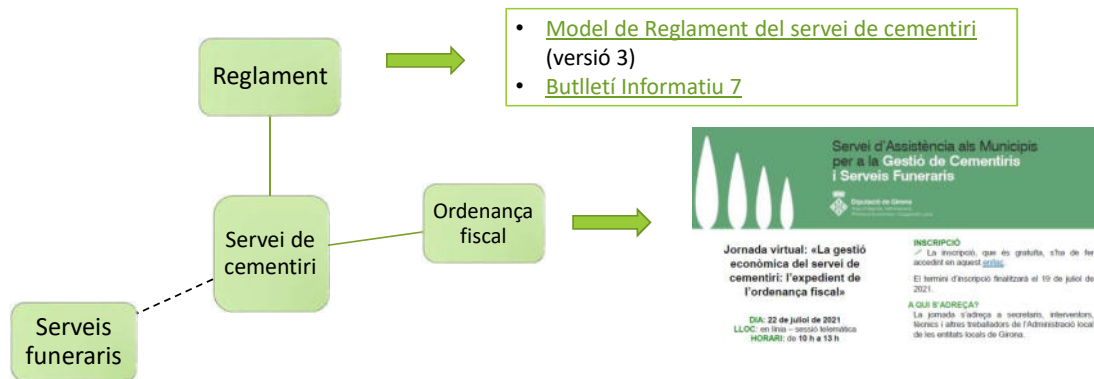 Reglament
• Model de Reglament del servei de cementiri
(versió 3)
• Butlletí Informatiu 7
Servei de
cementiri
Ordenança
fiscal
Serveis
funeraris
Servei d'Assistència als Municipis
per a la Gestió de Cementiris
i Serveis Funeraris
Diputació de Girona
Jornada virtual: «La gestió
econòmica del servei de
cementiri: l'expedient de
l'ordenança fiscal»
DIA: 22 de juliol de 2021
LLOC: en línia – sessió telemàtica
HORARI: de 10 h a 13 h
INSCRIPCIÓ
✓ La inscripció, que és gratuïta, s'ha de fer
accedint en aquest enllaç.
El termini d'inscripció finalitzarà el 19 de juliol de
2021.
A QUI S'ADREÇA?
La jornada s'adreça a secretaris, interventors,
tècnics i altres treballadors de l'Administració local
de les entitats locals de Girona.